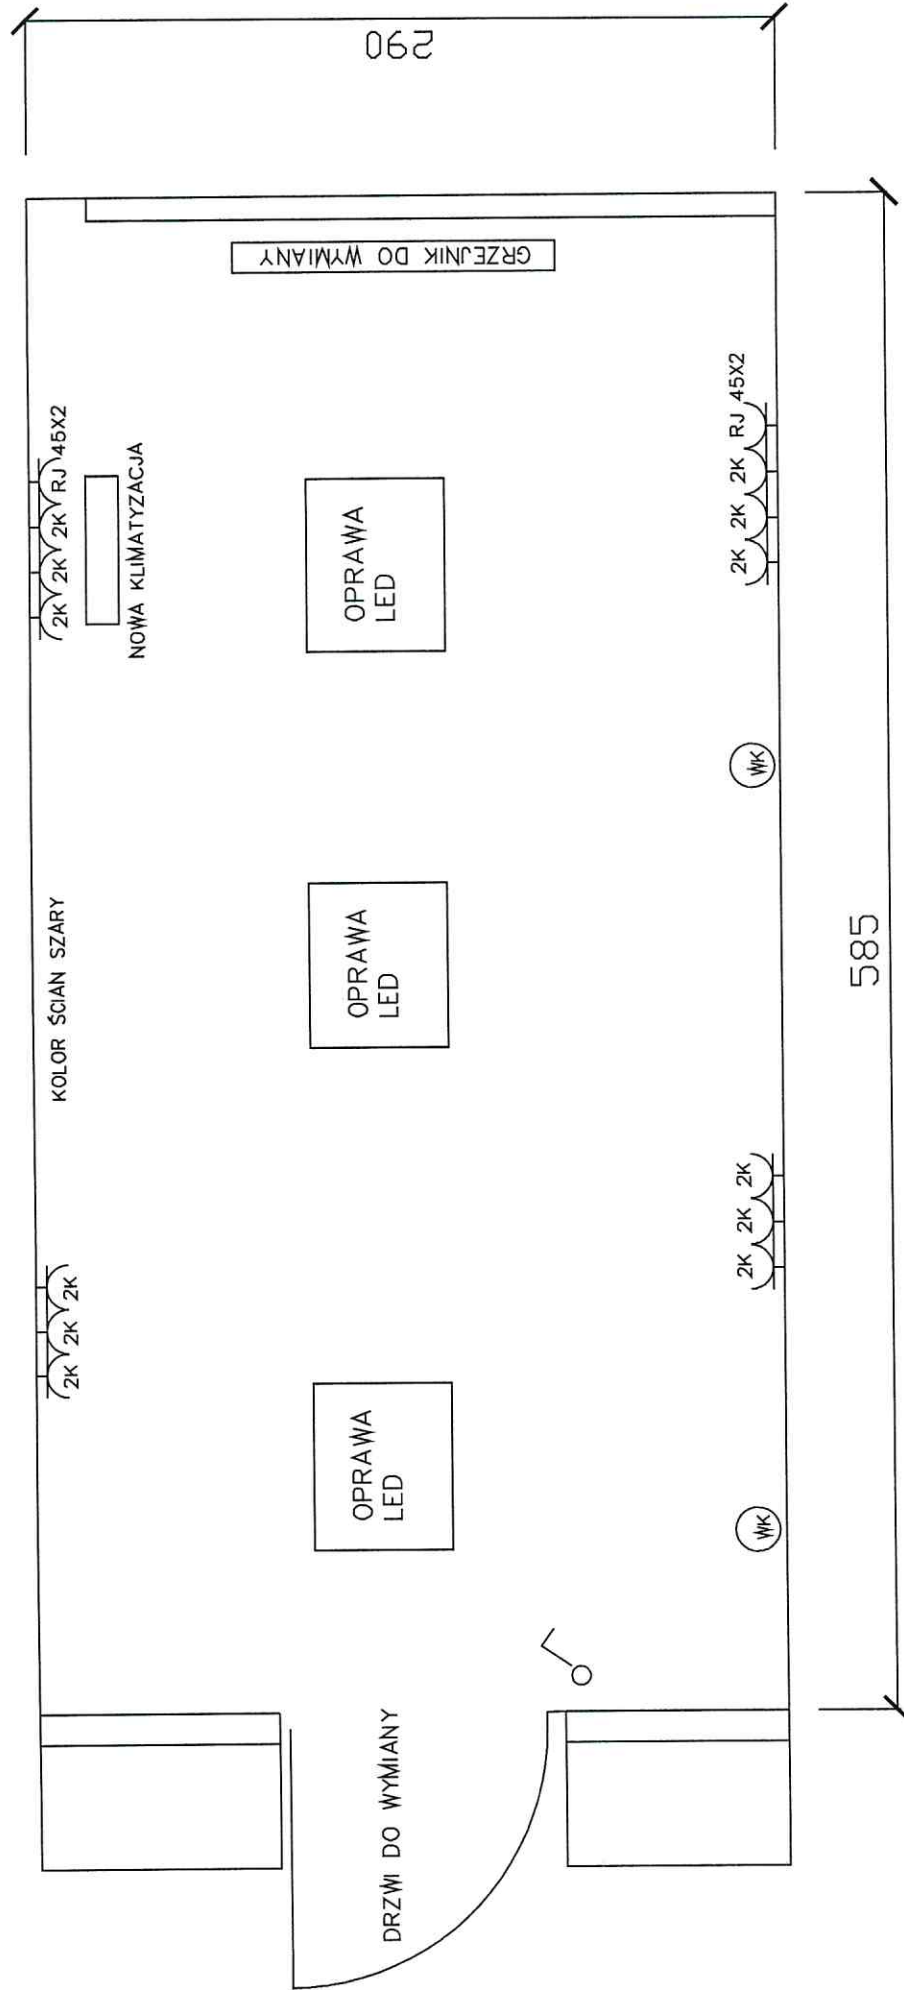 290
GRZEJNIK DO WYMIANY
2K 2K 2K RJ 45X2
NOWA KLIMATYZACJA
KOLOR ŚCIAN SZARY
2K 2K 2K
OPRAWA
LED
OPRAWA
LED
OPRAWA
LED
2K 2K 2K RJ 45X2
WK
2K 2K 2K
WK
DRZWI DO WYMIANY
585